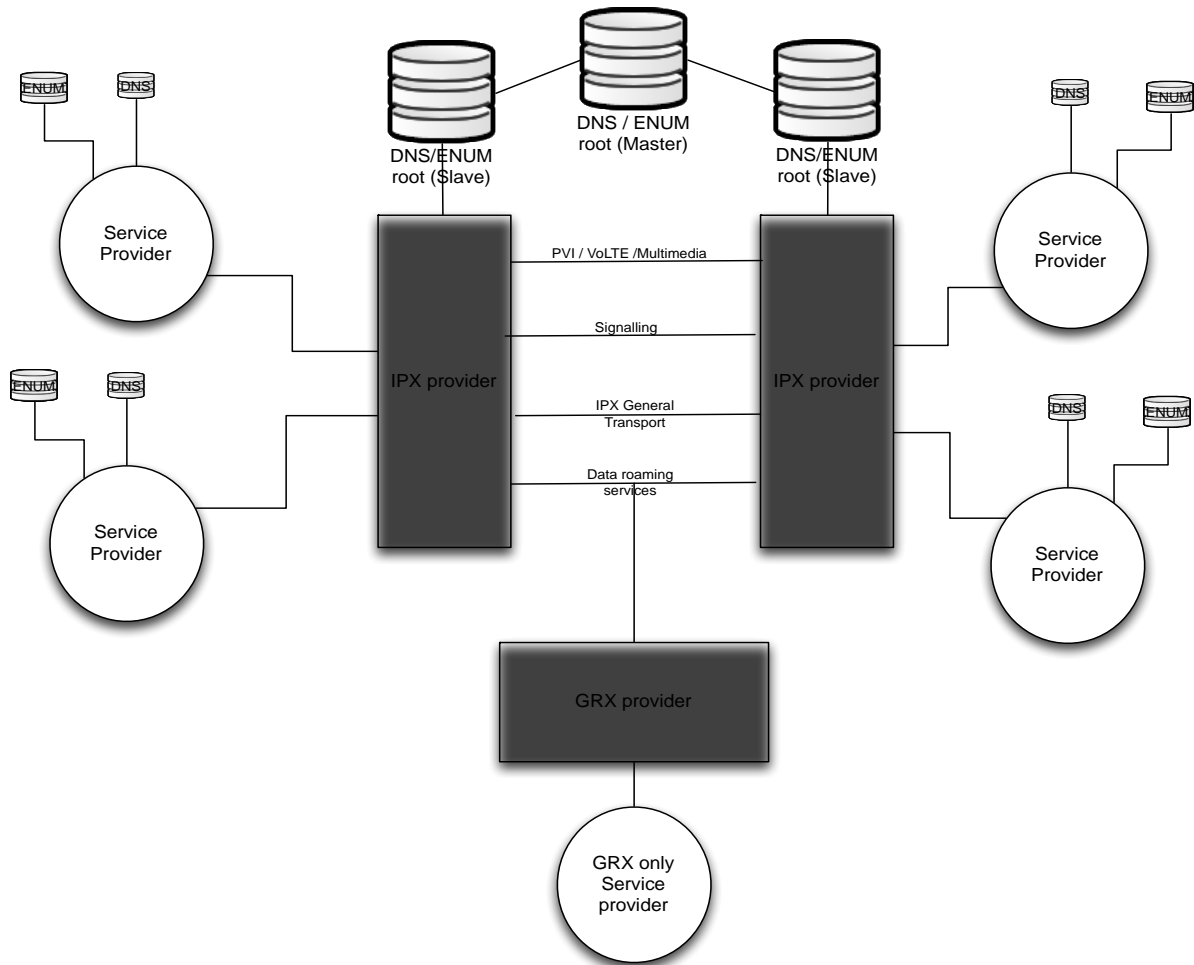 DNS / ENUM
root (Master)
DNS/ENUM
root (Slave)
DNS/ENUM
root (Slave)
ENUM
DNS
Service
Provider
DNS
ENUM
Service
Provider
PVI / VoLTE /Multimedia
Signalling
IPX provider
IPX provider
IPX General
Transport
Data roaming
services
ENUM
DNS
Service
Provider
DNS
ENUM
Service
Provider
GRX provider
GRX only
Service
provider